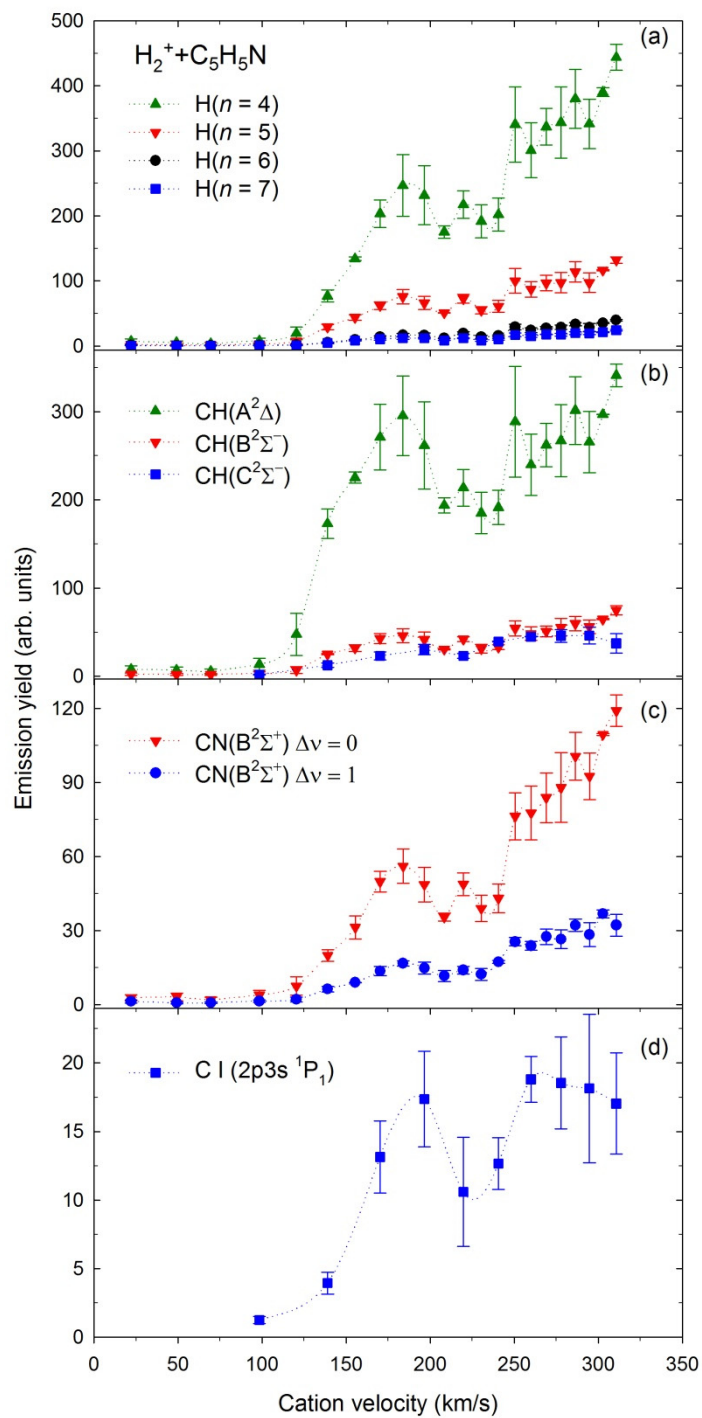 (a)
H₂⁺+C₅H₅N
H(n = 4)
H(n = 5)
H(n = 6)
H(n = 7)
500
400
300
200
100
0
(b)
CH(A²Δ)
CH(B²Σ⁻)
CH(C²Σ⁻)
300
200
100
0
Emission yield (arb. units)
(c)
CN(B²Σ⁺) Δν = 0
CN(B²Σ⁺) Δν = 1
120
90
60
30
0
(d)
C I (2p3s ¹P₁)
20
15
10
5
0
0 50 100 150 200 250 300 350
Cation velocity (km/s)